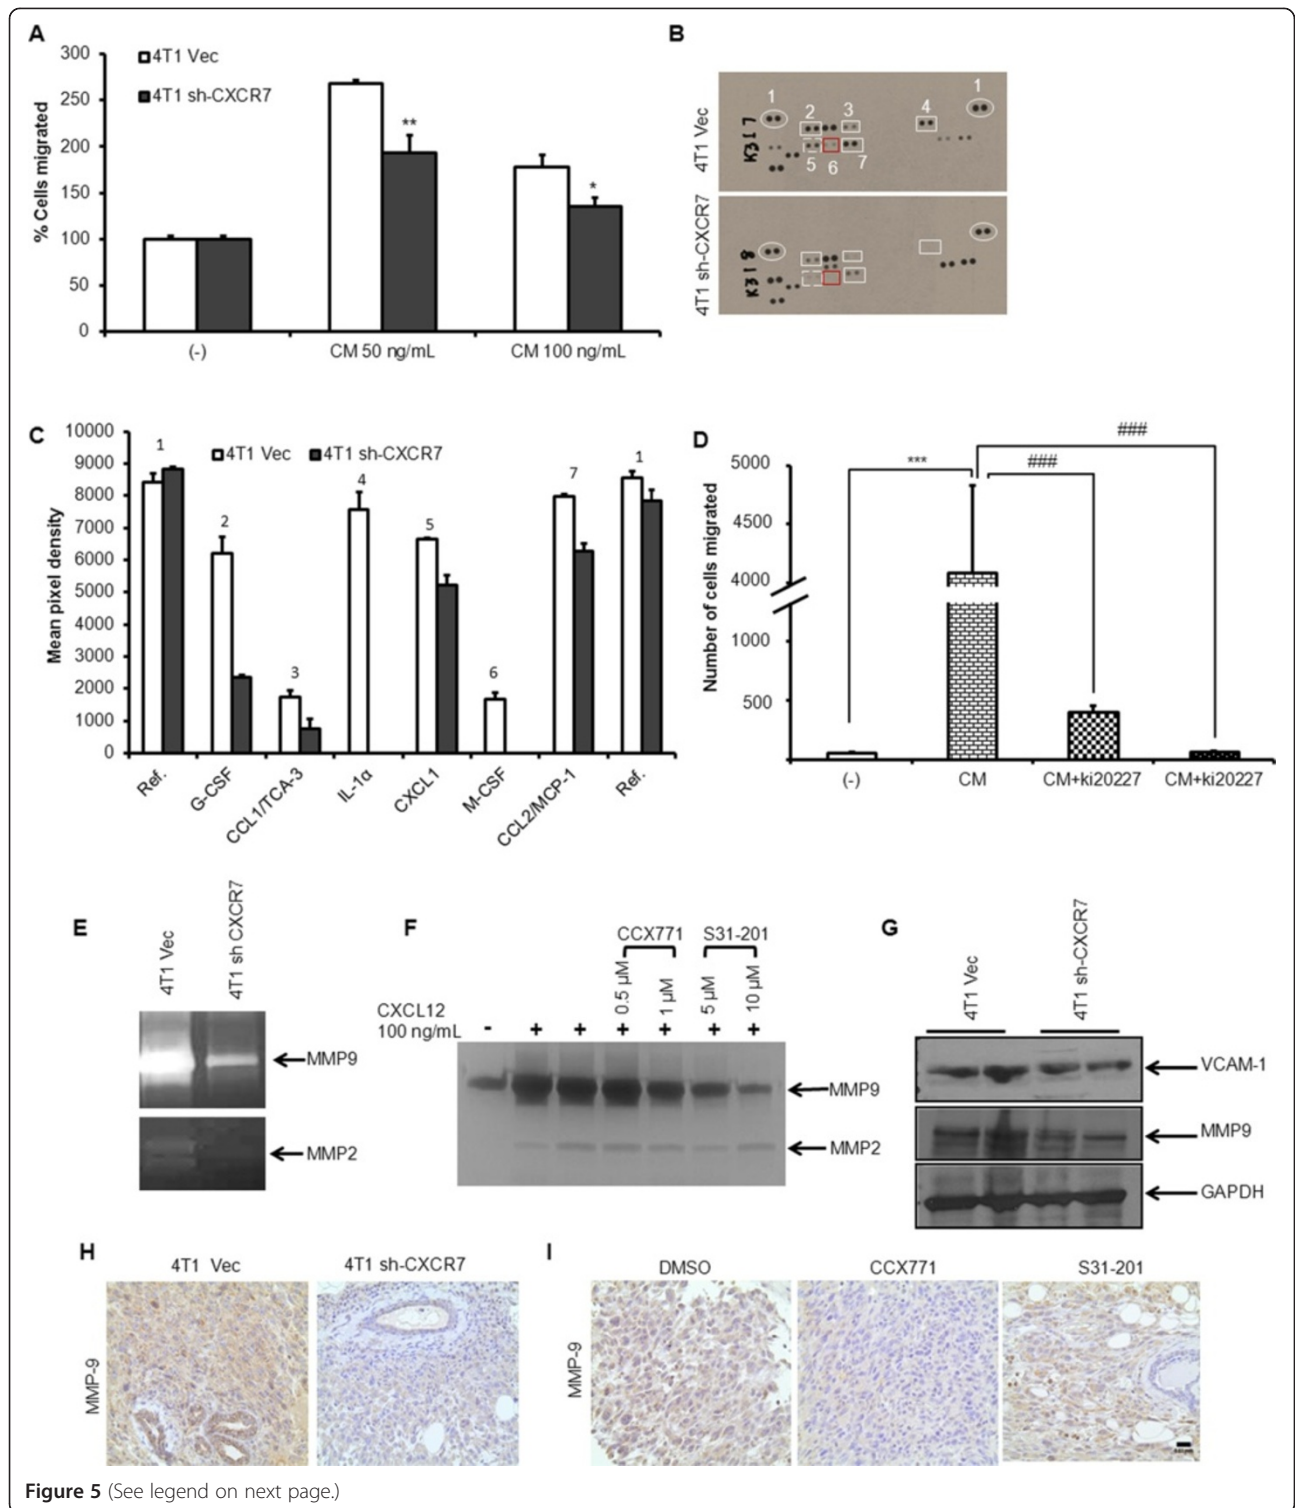 A
300
250
200
150
100
50
0
% Cells migrated
4T1 Vec
4T1 sh-CXCR7
**
*
(-)
CM 50 ng/mL
CM 100 ng/mL
B
4T1 Vec
4T1 sh-CXCR7
K317
K318
1
2
3
4
1
5
6
7
C
10000
9000
8000
7000
6000
5000
4000
3000
2000
1000
0
Mean pixel density
4T1 Vec
4T1 sh-CXCR7
1
2
3
4
5
6
7
1
Ref.
G-CSF
CCL1/TCA-3
IL-1α
CXCL1
M-CSF
CCL2/MCP-1
Ref.
D
5000
4500
4000
1000
500
Number of cells migrated
***
###
###
(-)
CM
CM+ki20227
CM+ki20227
E
4T1 Vec
4T1 sh CXCR7
MMP9
MMP2
F
CCX771
S31-201
0.5 µM
1 µM
5 µM
10 µM
CXCL12
100 ng/mL
- + + + + + +
MMP9
MMP2
G
4T1 Vec
4T1 sh-CXCR7
VCAM-1
MMP9
GAPDH
H
4T1 Vec
4T1 sh-CXCR7
MMP-9
I
DMSO
CCX771
S31-201
MMP-9
Figure 5 (See legend on next page.)